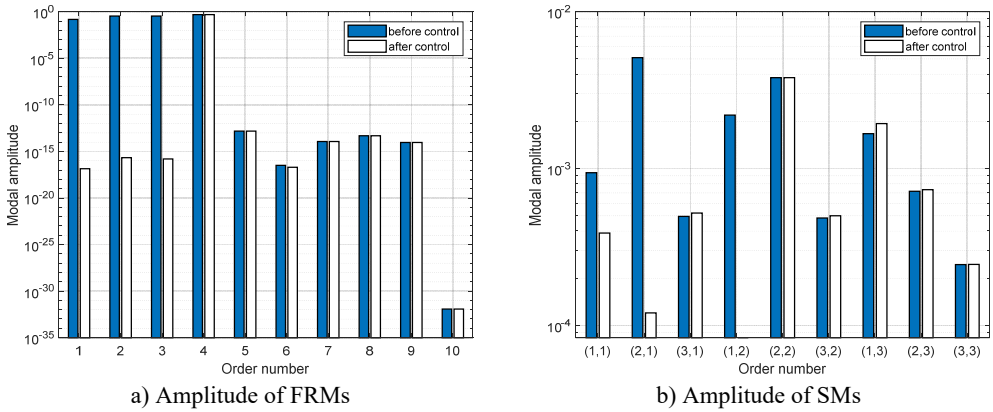 10^0
10^-5
10^-10
10^-15
10^-20
10^-25
10^-30
10^-35
Modal amplitude
before control
after control
1 2 3 4 5 6 7 8 9 10
Order number
a) Amplitude of FRMs
10^-2
10^-3
10^-4
Modal amplitude
before control
after control
(1,1) (2,1) (3,1) (1,2) (2,2) (3,2) (1,3) (2,3) (3,3)
Order number
b) Amplitude of SMs